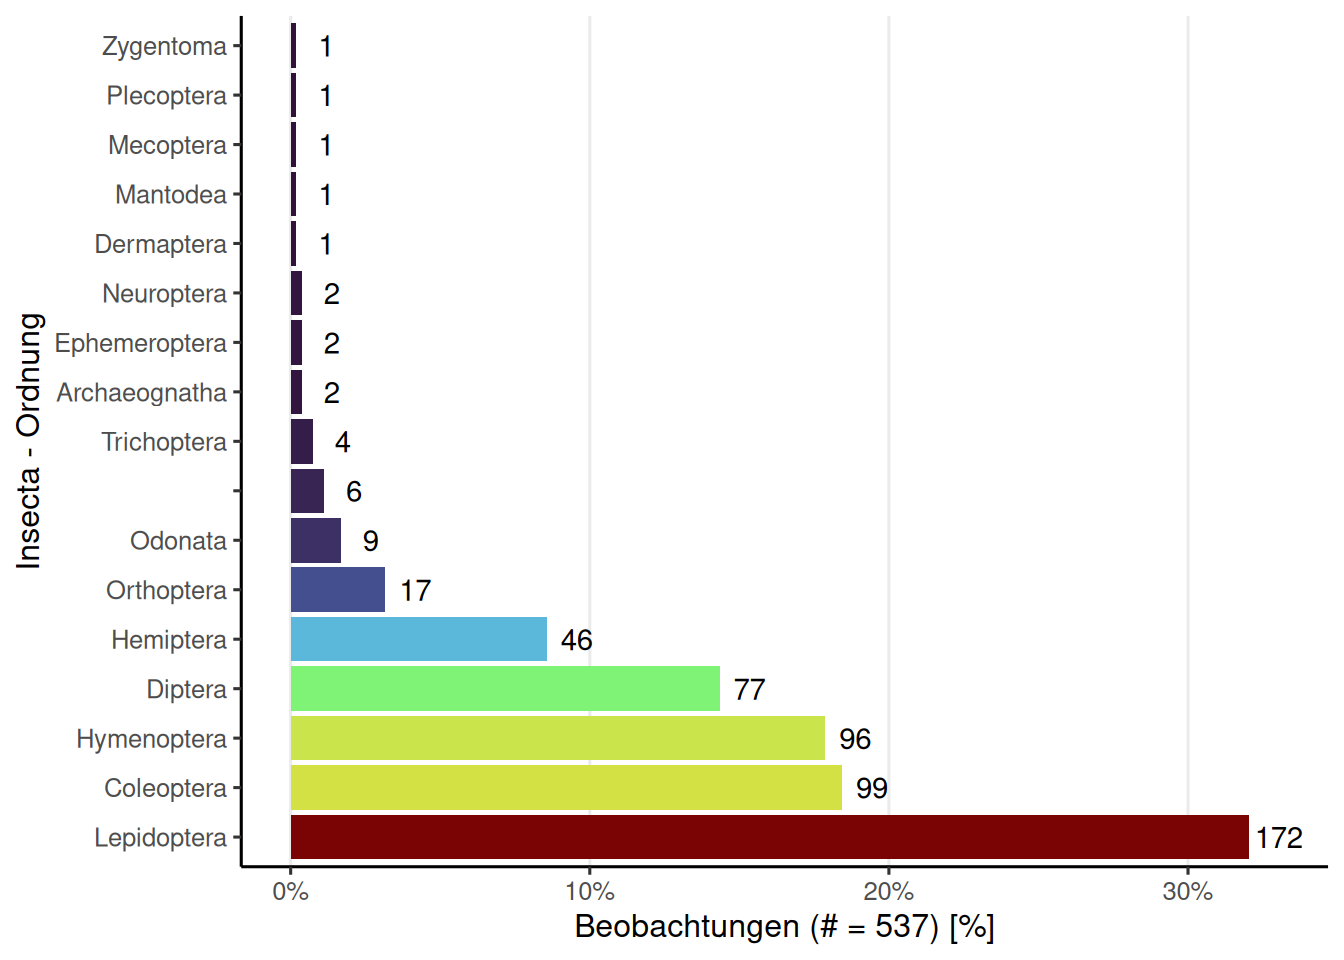 Insecta - Ordnung
Zygentoma 1
Plecoptera 1
Mecoptera 1
Mantodea 1
Dermaptera 1
Neuroptera 2
Ephemeroptera 2
Archaeognatha 2
Trichoptera 4
6
Odonata 9
Orthoptera 17
Hemiptera 46
Diptera 77
Hymenoptera 96
Coleoptera 99
Lepidoptera 172
0% 10% 20% 30%
Beobachtungen (# = 537) [%]